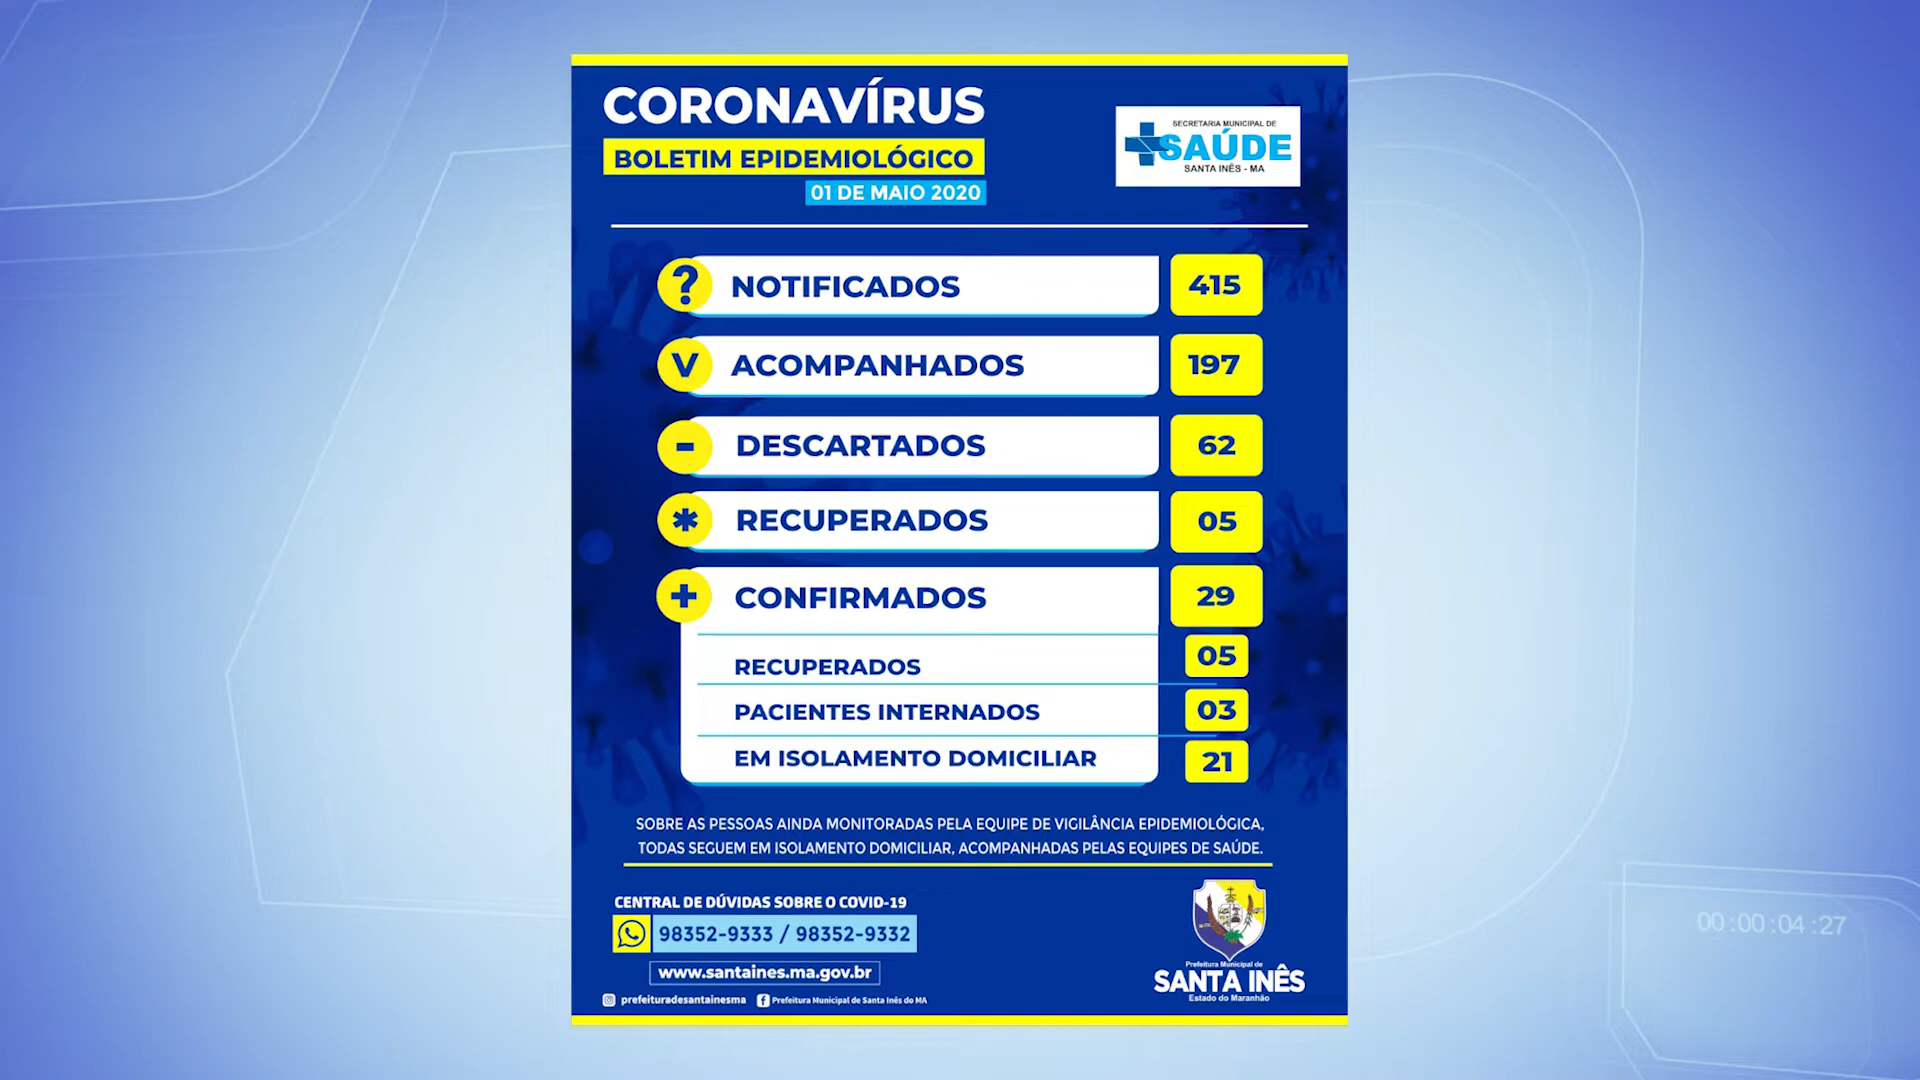 CORONAVÍRUS
BOLETIM EPIDEMIOLÓGICO
01 DE MAIO 2020
SECRETARIA MUNICIPAL DE
SAÚDE
SANTA INÊS - MA
? NOTIFICADOS 415
V ACOMPANHADOS 197
- DESCARTADOS 62
* RECUPERADOS 05
+ CONFIRMADOS 29
RECUPERADOS 05
PACIENTES INTERNADOS 03
EM ISOLAMENTO DOMICILIAR 21
SOBRE AS PESSOAS AINDA MONITORADAS PELA EQUIPE DE VIGILÂNCIA EPIDEMIOLÓGICA,
TODAS SEGUEM EM ISOLAMENTO DOMICILIAR, ACOMPANHADAS PELAS EQUIPES DE SAÚDE.
CENTRAL DE DÚVIDAS SOBRE O COVID-19
98352-9333 / 98352-9332
www.santaines.ma.gov.br
prefeituradesantainesma Prefeitura Municipal de Santa Inês do MA
Prefeitura Municipal de
SANTA INÊS
Estado do Maranhão
00:00:04:27